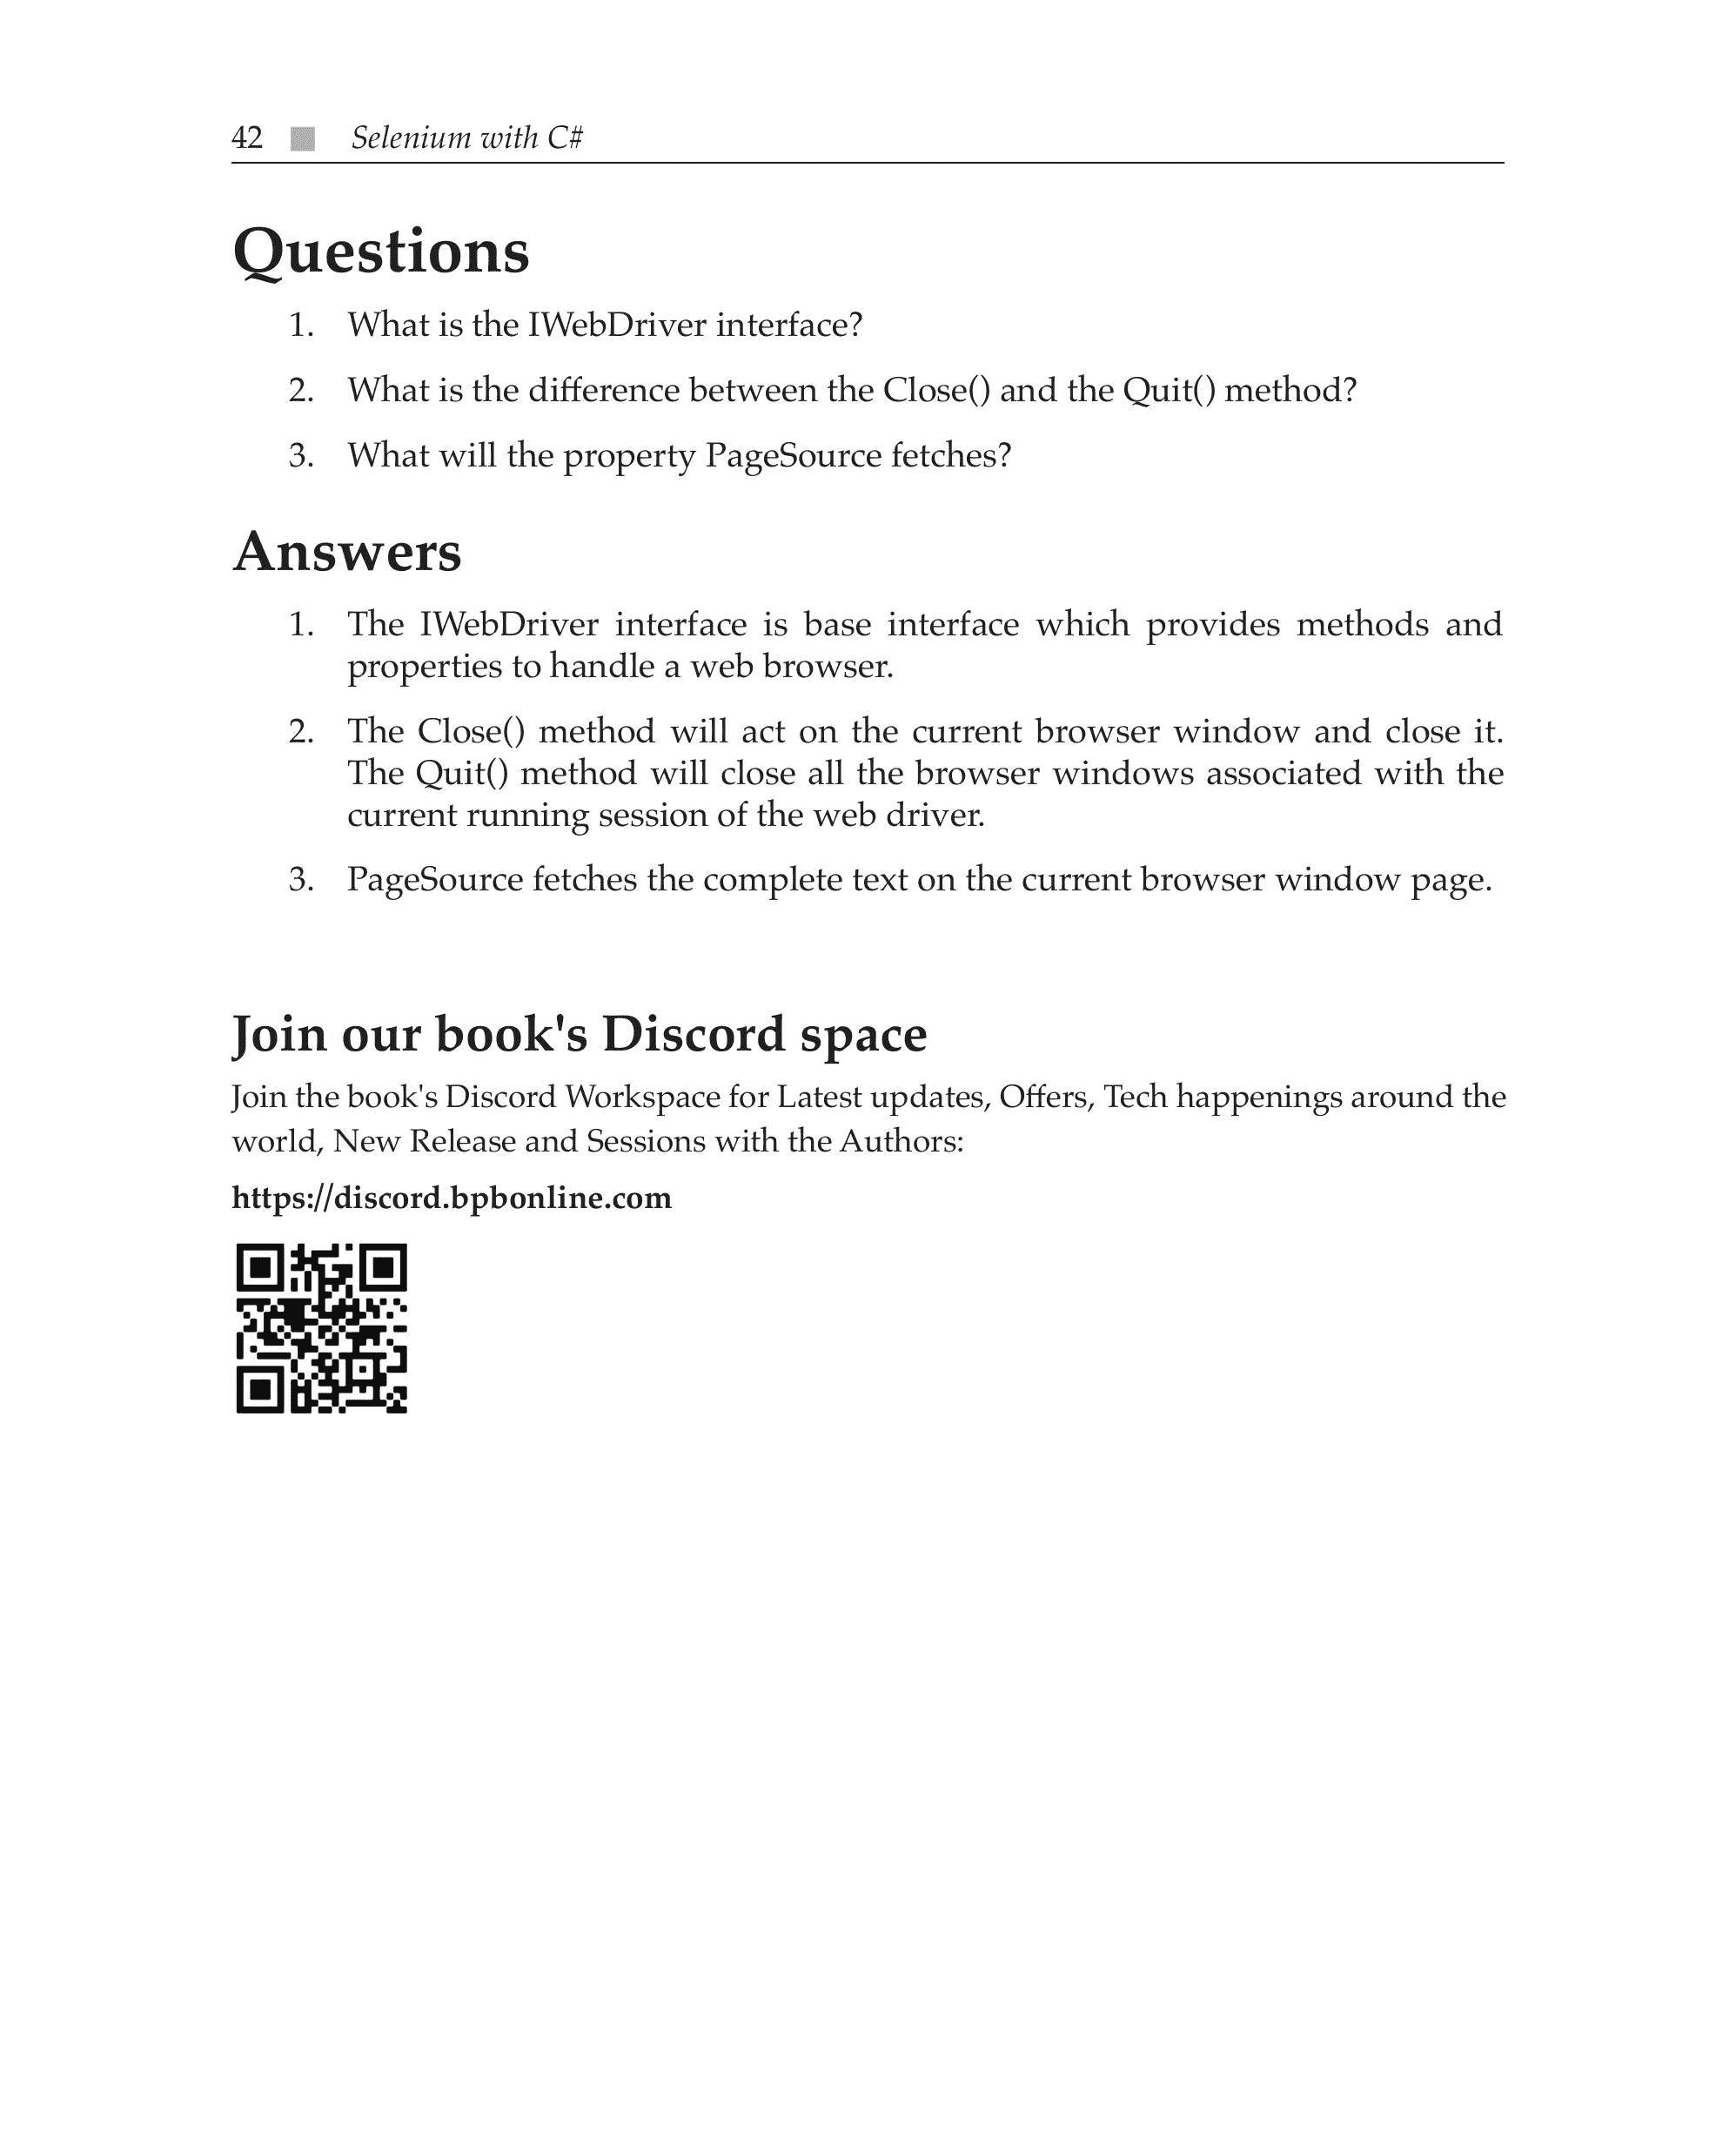 42 Selenium with C#
Questions
1. What is the IWebDriver interface?
2. What is the difference between the Close() and the Quit() method?
3. What will the property PageSource fetches?
Answers
1. The IWebDriver interface is base interface which provides methods and
properties to handle a web browser.
2. The Close() method will act on the current browser window and close it.
The Quit() method will close all the browser windows associated with the
current running session of the web driver.
3. PageSource fetches the complete text on the current browser window page.
Join our book's Discord space
Join the book's Discord Workspace for Latest updates, Offers, Tech happenings around the
world, New Release and Sessions with the Authors:
https://discord.bpbonline.com